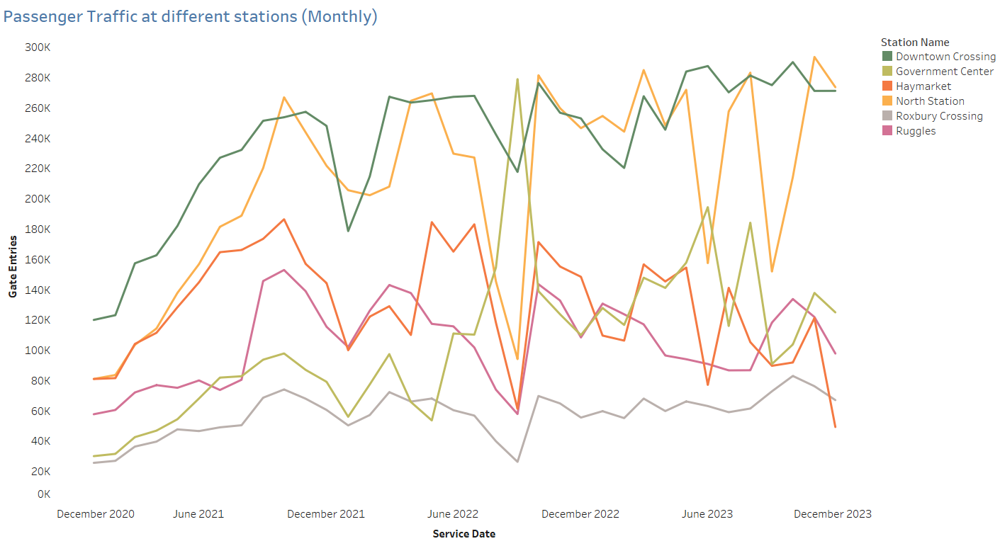 Passenger Traffic at different stations (Monthly)
Station Name
Downtown Crossing
Government Center
Haymarket
North Station
Roxbury Crossing
Ruggles
300K
280K
260K
240K
220K
200K
180K
160K
140K
120K
100K
80K
60K
40K
20K
0K
Gate Entries
December 2020 June 2021 December 2021 June 2022 December 2022 June 2023 December 2023
Service Date